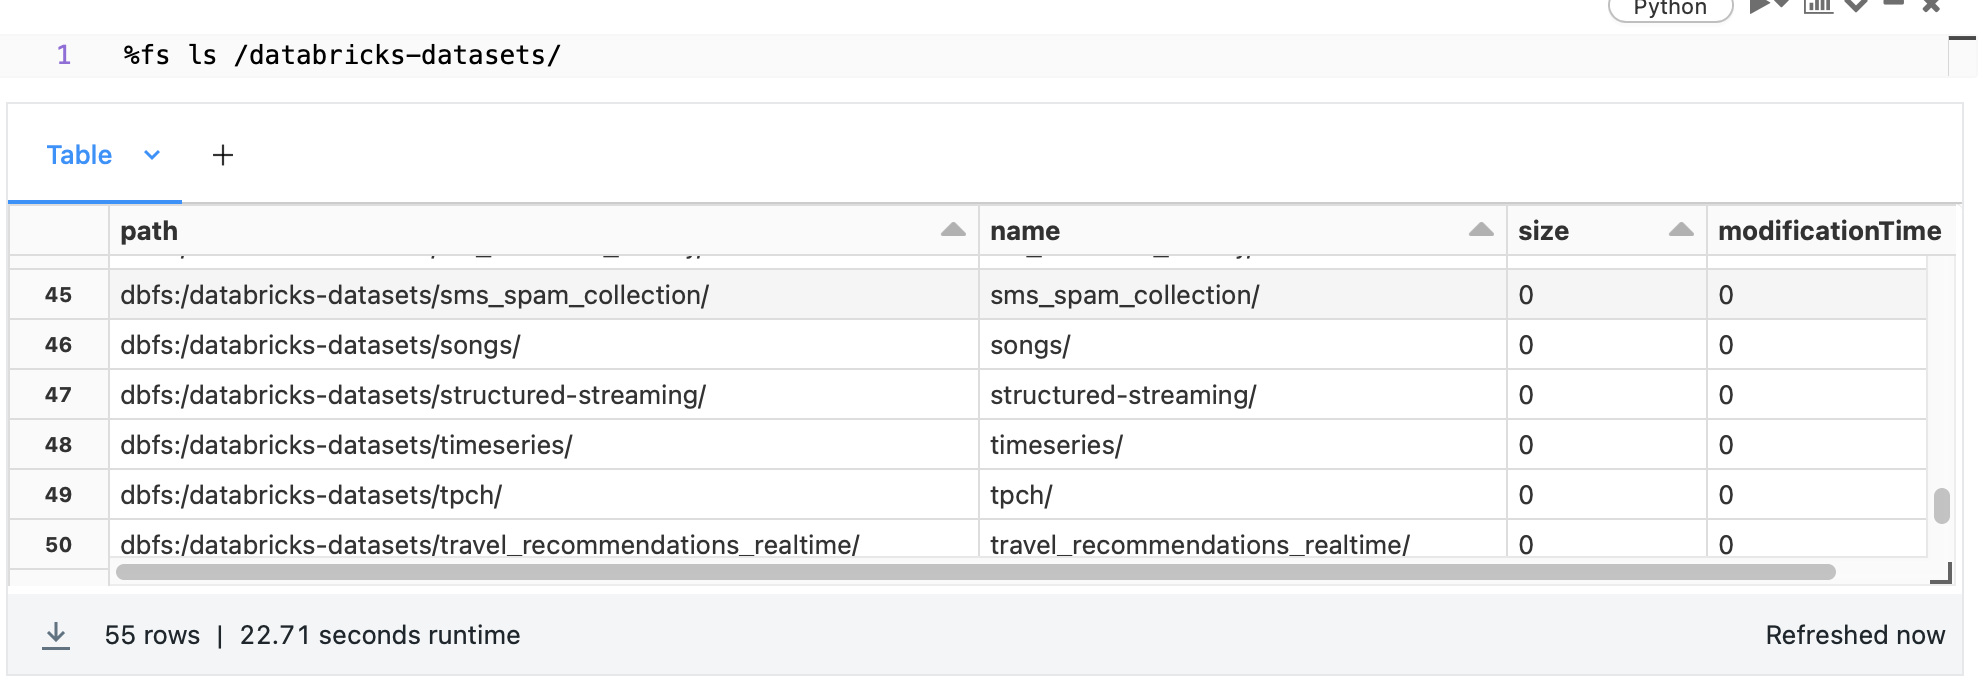 Python
1 %fs ls /databricks-datasets/
Table +
path name size modificationTime
45 dbfs:/databricks-datasets/sms_spam_collection/ sms_spam_collection/ 0 0
46 dbfs:/databricks-datasets/songs/ songs/ 0 0
47 dbfs:/databricks-datasets/structured-streaming/ structured-streaming/ 0 0
48 dbfs:/databricks-datasets/timeseries/ timeseries/ 0 0
49 dbfs:/databricks-datasets/tpch/ tpch/ 0 0
50 dbfs:/databricks-datasets/travel_recommendations_realtime/ travel_recommendations_realtime/ 0 0
55 rows | 22.71 seconds runtime Refreshed now